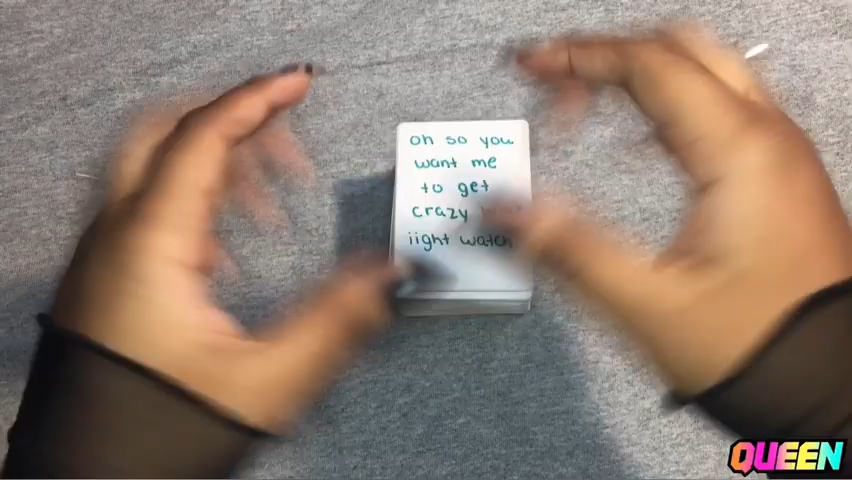 oh so you
want me
to get
crazy
iight watch
QUEEN